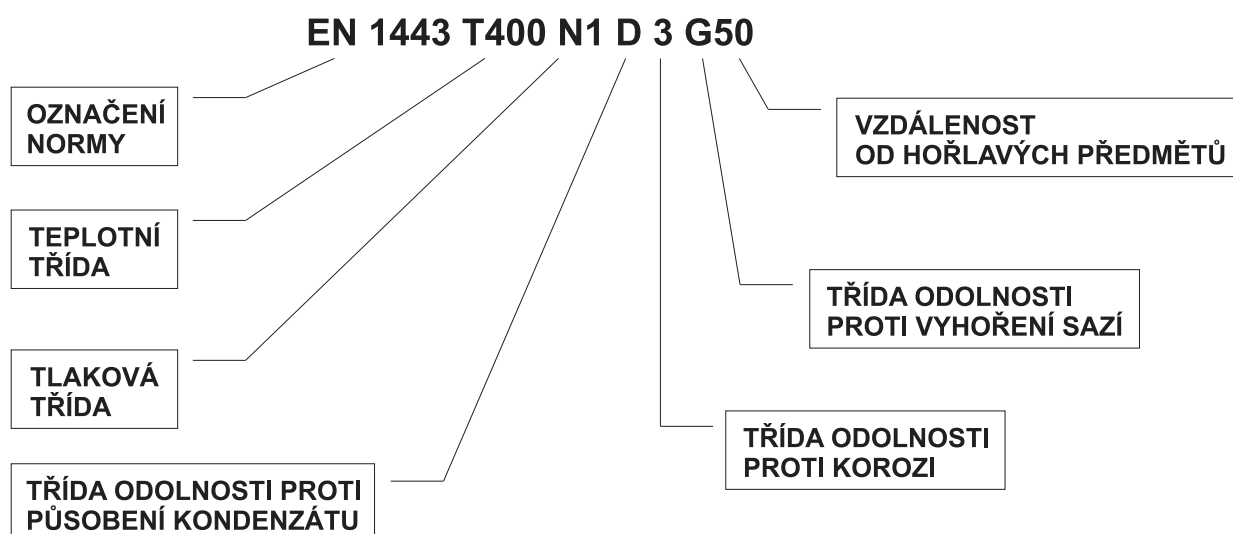 EN 1443 T400 N1 D 3 G50
OZNAČENÍ
NORMY
TEPLOTNÍ
TŘÍDA
TLAKOVÁ
TŘÍDA
TŘÍDA ODOLNOSTI PROTI
PŮSOBENÍ KONDENZÁTU
VZDÁLENOST
OD HOŘLAVÝCH PŘEDMĚTŮ
TŘÍDA ODOLNOSTI
PROTI VYHOŘENÍ SAZÍ
TŘÍDA ODOLNOSTI
PROTI KOROZI